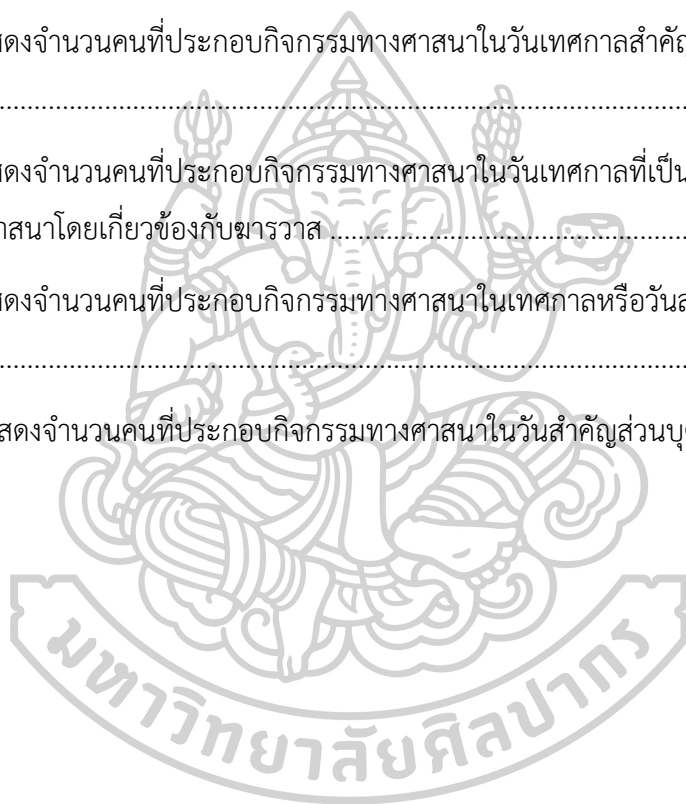 สดงจำนวนคนที่ประกอบกิจกรรมทางศาสนาในวันเทศกาลสำคัญ
................................................................................
สดงจำนวนคนที่ประกอบกิจกรรมทางศาสนาในวันเทศกาลที่เป็น
าสนาโดยเกี่ยวข้องกับฆารวาส ..........................................
สดงจำนวนคนที่ประกอบกิจกรรมทางศาสนาในเทศกาลหรือวันส
................................................................................
สดงจำนวนคนที่ประกอบกิจกรรมทางศาสนาในวันสำคัญส่วนบุค
มหาวิทยาลัยศิลปากร